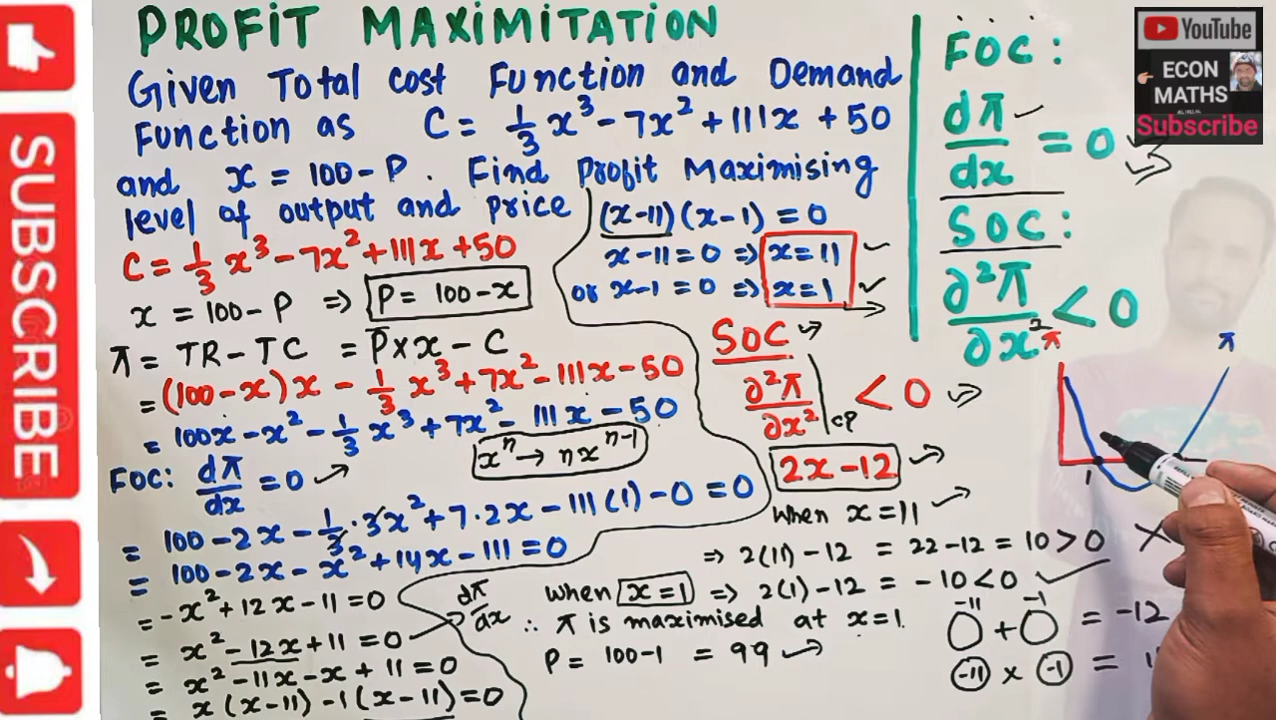 PROFIT MAXIMITATION
Given Total cost Function and Demand
Function as C = 1/3 x³ - 7x² + 111x + 50
and x = 100 - P. Find Profit Maximising
level of output and price
C = 1/3 x³ - 7x² + 111x + 50
x = 100 - P ⇒ P = 100 - x
π = TR - TC = P × x - C
= (100 - x)x - 1/3 x³ + 7x² - 111x - 50
= 100x - x² - 1/3 x³ + 7x² - 111x - 50
xⁿ → nxⁿ⁻¹
FOC: dπ/dx = 0
= 100 - 2x - 1/3 · 3x² + 7·2x - 111(1) - 0 = 0
= 100 - 2x - x² + 14x - 111 = 0
= -x² + 12x - 11 = 0
= x² - 12x + 11 = 0 → dπ/dx
= x² - 11x - x + 11 = 0
= x(x-11) - 1(x-11) = 0
(x-11)(x-1) = 0
x-11 = 0 ⇒ x = 11 ✓
or x-1 = 0 ⇒ x = 1 ✓
SOC
∂²π/∂x² | cp < 0
2x - 12
when x = 11
⇒ 2(11) - 12 = 22 - 12 = 10 > 0 ×
when x = 1 ⇒ 2(1) - 12 = -10 < 0 ✓
∴ π is maximised at x = 1.
P = 100 - 1 = 99
FOC:
dπ/dx = 0
SOC:
∂²π/∂x² < 0
π π
1
-11 + -1 = -12
-11 × -1 =
YouTube
ECON
MATHS
Subscribe
SUBSCRIBE